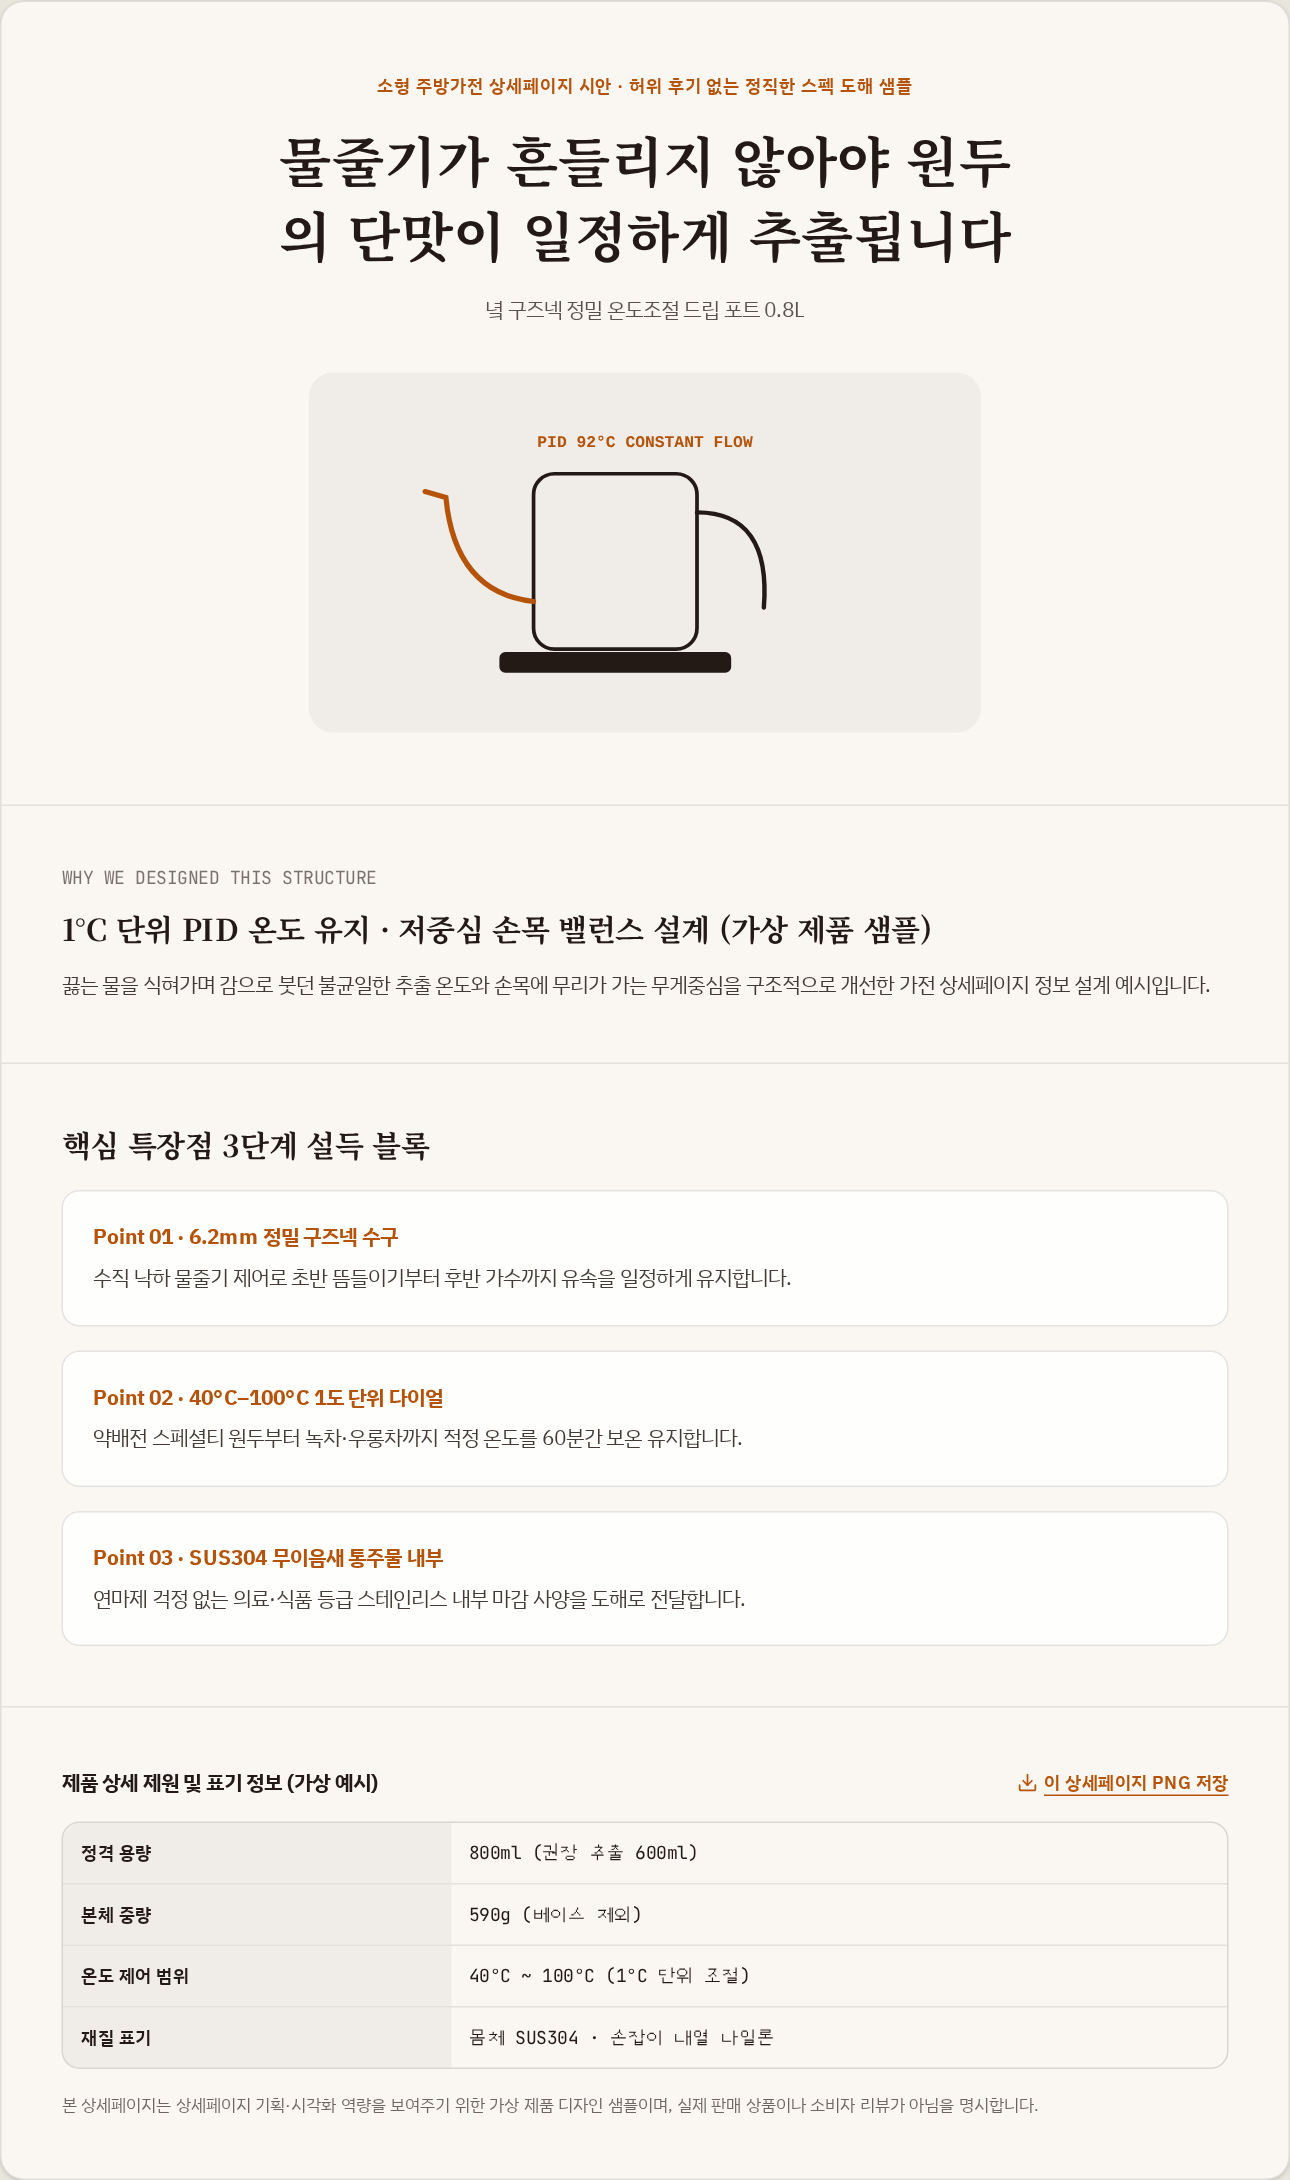 소형 주방가전 상세페이지 시안 · 허위 후기 없는 정직한 스펙 도해 샘플
물줄기가 흔들리지 않아야 원두
의 단맛이 일정하게 추출됩니다
녘 구즈넥 정밀 온도조절 드립 포트 0.8L
PID 92°C CONSTANT FLOW
WHY WE DESIGNED THIS STRUCTURE
1°C 단위 PID 온도 유지 · 저중심 손목 밸런스 설계 (가상 제품 샘플)
끓는 물을 식혀가며 감으로 붓던 불균일한 추출 온도와 손목에 무리가 가는 무게중심을 구조적으로 개선한 가전 상세페이지 정보 설계 예시입니다.
핵심 특장점 3단계 설득 블록
Point 01 · 6.2mm 정밀 구즈넥 수구
수직 낙하 물줄기 제어로 초반 뜸들이기부터 후반 가수까지 유속을 일정하게 유지합니다.
Point 02 · 40°C–100°C 1도 단위 다이얼
약배전 스페셜티 원두부터 녹차·우롱차까지 적정 온도를 60분간 보온 유지합니다.
Point 03 · SUS304 무이음새 통주물 내부
연마제 걱정 없는 의료·식품 등급 스테인리스 내부 마감 사양을 도해로 전달합니다.
제품 상세 제원 및 표기 정보 (가상 예시)
이 상세페이지 PNG 저장
정격 용량 800ml (권장 추출 600ml)
본체 중량 590g (베이스 제외)
온도 제어 범위 40°C ~ 100°C (1°C 단위 조절)
재질 표기 몸체 SUS304 · 손잡이 내열 나일론
본 상세페이지는 상세페이지 기획·시각화 역량을 보여주기 위한 가상 제품 디자인 샘플이며, 실제 판매 상품이나 소비자 리뷰가 아님을 명시합니다.